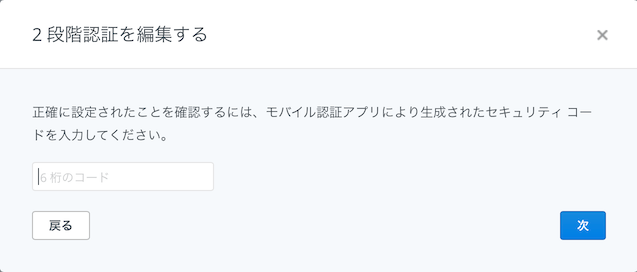 2 段階認証を編集する
正確に設定されたことを確認するには、モバイル認証アプリにより生成されたセキュリティ コー
ドを入力してください。
6 桁のコード
戻る
次